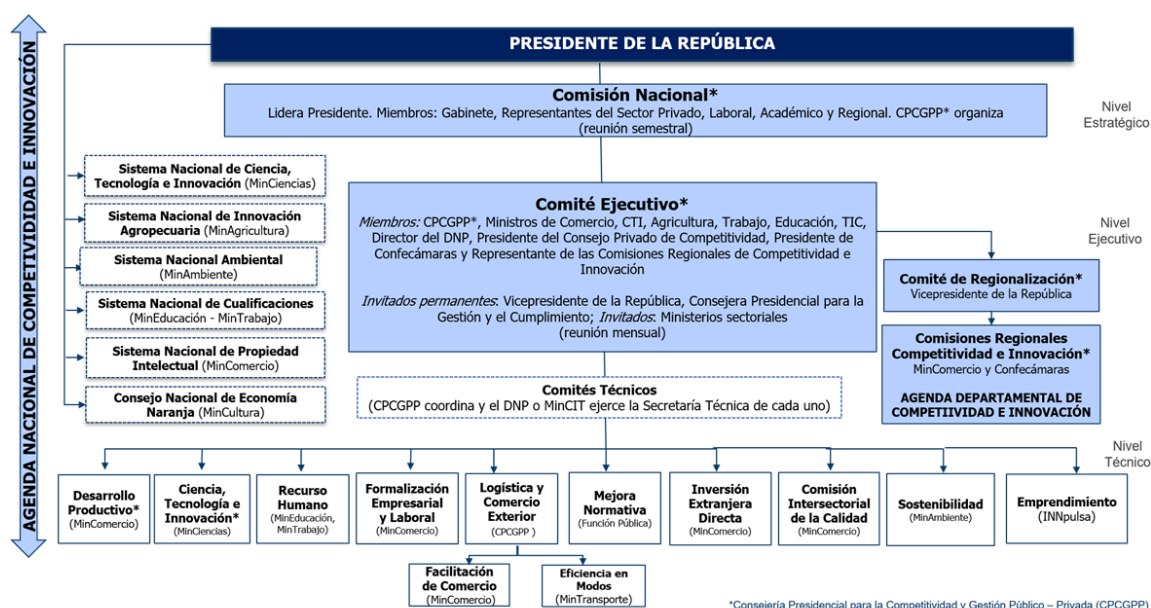 AGENDA NACIONAL DE COMPETIVIDIDAD E INNOVACIÓN
PRESIDENTE DE LA REPÚBLICA
Comisión Nacional*
Lidera Presidente. Miembros: Gabinete, Representantes del Sector Privado, Laboral, Académico y Regional. CPCGPP* organiza
(reunión semestral)
Nivel
Estratégico
Sistema Nacional de Ciencia,
Tecnología e Innovación (MinCiencias)
Sistema Nacional de Innovación
Agropecuaria (MinAgricultura)
Sistema Nacional Ambiental
(MinAmbiente)
Sistema Nacional de Cualificaciones
(MinEducación - MinTrabajo)
Sistema Nacional de Propiedad
Intelectual (MinComercio)
Consejo Nacional de Economía
Naranja (MinCultura)
Comité Ejecutivo*
Miembros: CPCGPP*, Ministros de Comercio, CTI, Agricultura, Trabajo, Educación, TIC,
Director del DNP, Presidente del Consejo Privado de Competitividad, Presidente de
Confecámaras y Representante de las Comisiones Regionales de Competitividad e
Innovación
Invitados permanentes: Vicepresidente de la República, Consejera Presidencial para la
Gestión y el Cumplimiento; Invitados: Ministerios sectoriales
(reunión mensual)
Nivel
Ejecutivo
Comité de Regionalización*
Vicepresidente de la República
Comisiones Regionales
Competitividad e Innovación*
MinComercio y Confecámaras
AGENDA DEPARTAMENTAL DE
COMPETIIVIDAD E INNOVACIÓN
Comités Técnicos
(CPCGPP coordina y el DNP o MinCIT ejerce la Secretaría Técnica de cada uno)
Nivel
Técnico
Desarrollo
Productivo*
(MinComercio)
Ciencia,
Tecnología e
Innovación*
(MinCiencias)
Recurso
Humano
(MinEducación,
MinTrabajo)
Formalización
Empresarial
y Laboral
(MinComercio)
Logística y
Comercio
Exterior
(CPCGPP )
Mejora
Normativa
(Función Pública)
Inversión
Extranjera
Directa
(MinComercio)
Comisión
Intersectorial
de la Calidad
(MinComercio)
Sostenibilidad
(MinAmbiente)
Emprendimiento
(INNpulsa)
Facilitación
de Comercio
(MinComercio)
Eficiencia en
Modos
(MinTransporte)
*Consejería Presidencial para la Competitividad y Gestión Público – Privada (CPCGPP)